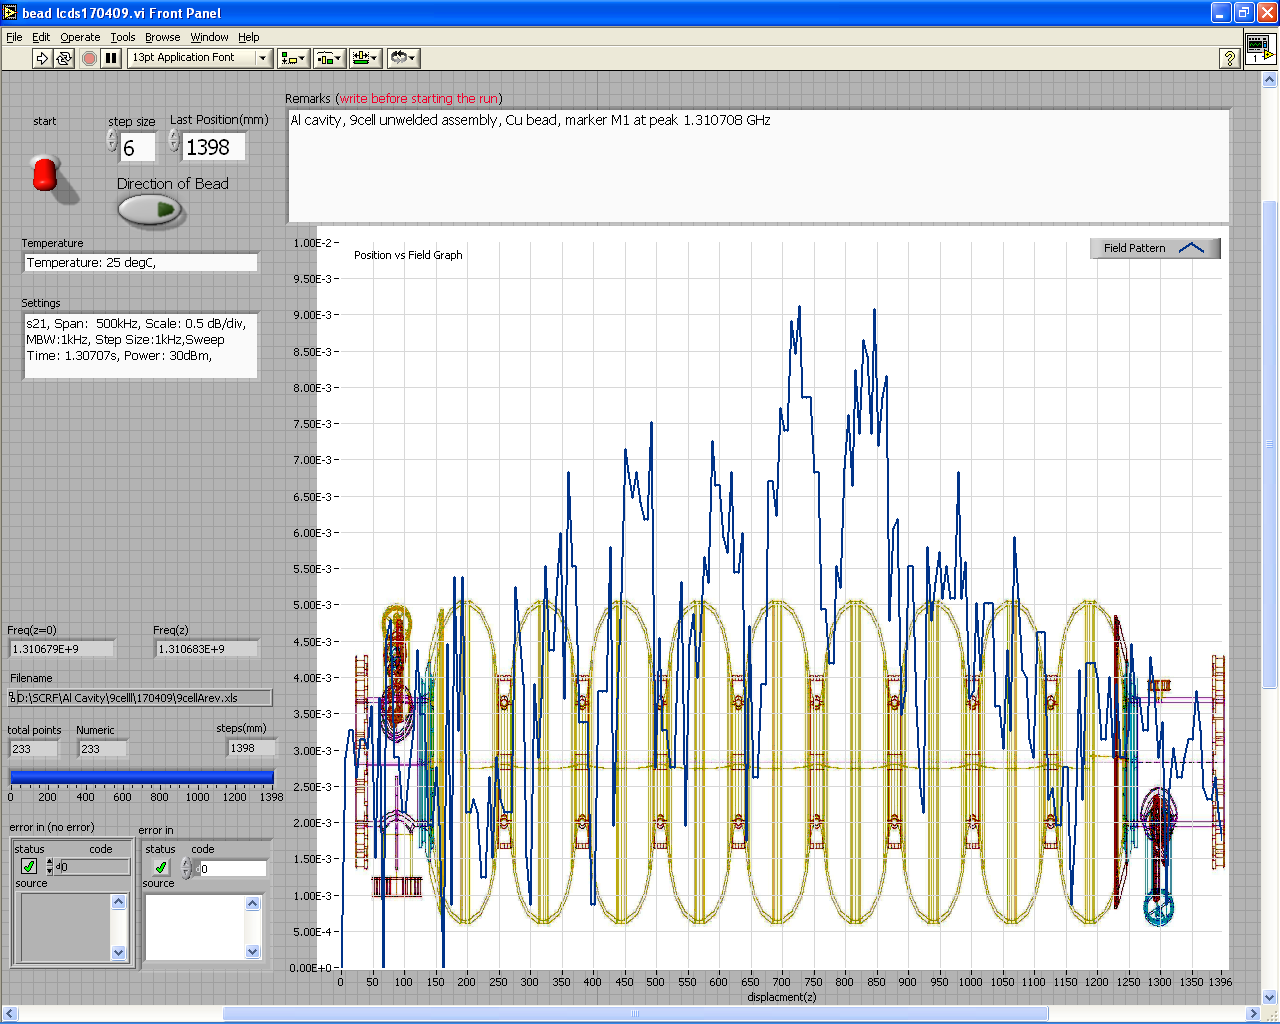 bead lcds170409.vi Front Panel
File Edit Operate Tools Browse Window Help
13pt Application Font
?
1
Remarks (write before starting the run)
Al cavity, 9cell unwelded assembly, Cu bead, marker M1 at peak 1.310708 GHz
start
step size
Last Position(mm)
6
1398
Direction of Bead
Temperature
Temperature: 25 degC,
Settings
s21, Span: 500kHz, Scale: 0.5 dB/div,
MBW:1kHz, Step Size:1kHz,Sweep
Time: 1.30707s, Power: 30dBm,
Freq(z=0)
Freq(z)
1.310679E+9
1.310683E+9
Filename
D:\SCRF\Al Cavity\9celll\170409\9cellArev.xls
total points
Numeric
steps(mm)
233
233
1398
0 200 400 600 800 1000 1200 1398
error in (no error)
error in
status code
status code
d0
0
source
source
Position vs Field Graph
Field Pattern
1.00E-2
9.50E-3
9.00E-3
8.50E-3
8.00E-3
7.50E-3
7.00E-3
6.50E-3
6.00E-3
5.50E-3
5.00E-3
4.50E-3
4.00E-3
3.50E-3
3.00E-3
2.50E-3
2.00E-3
1.50E-3
1.00E-3
5.00E-4
0.00E+0
0 50 100 150 200 250 300 350 400 450 500 550 600 650 700 750 800 850 900 950 1000 1050 1100 1150 1200 1250 1300 1350 1396
displacment(z)